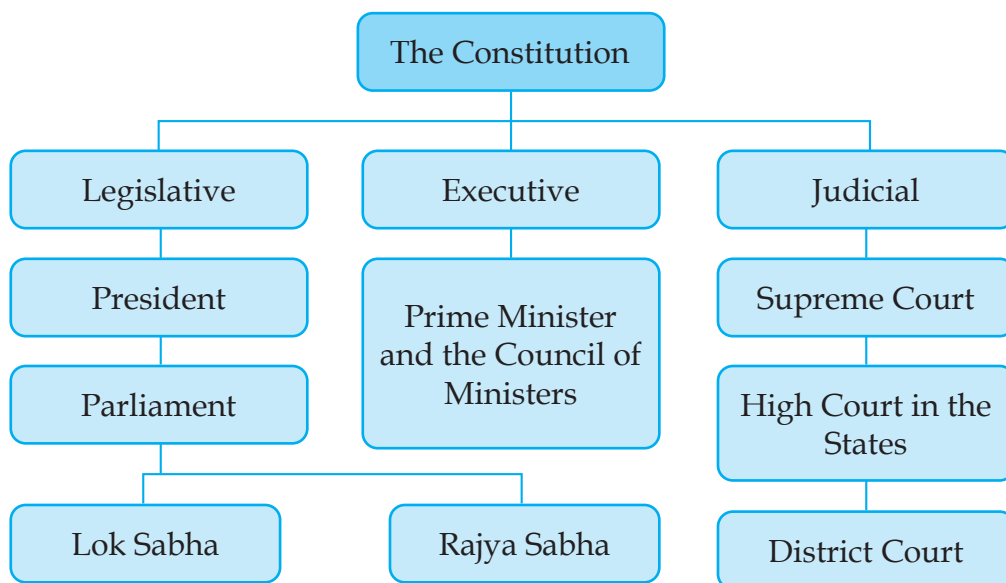 The Constitution
Legislative
Executive
Judicial
President
Prime Minister
and the Council of
Ministers
Supreme Court
Parliament
High Court in the
States
Lok Sabha
Rajya Sabha
District Court